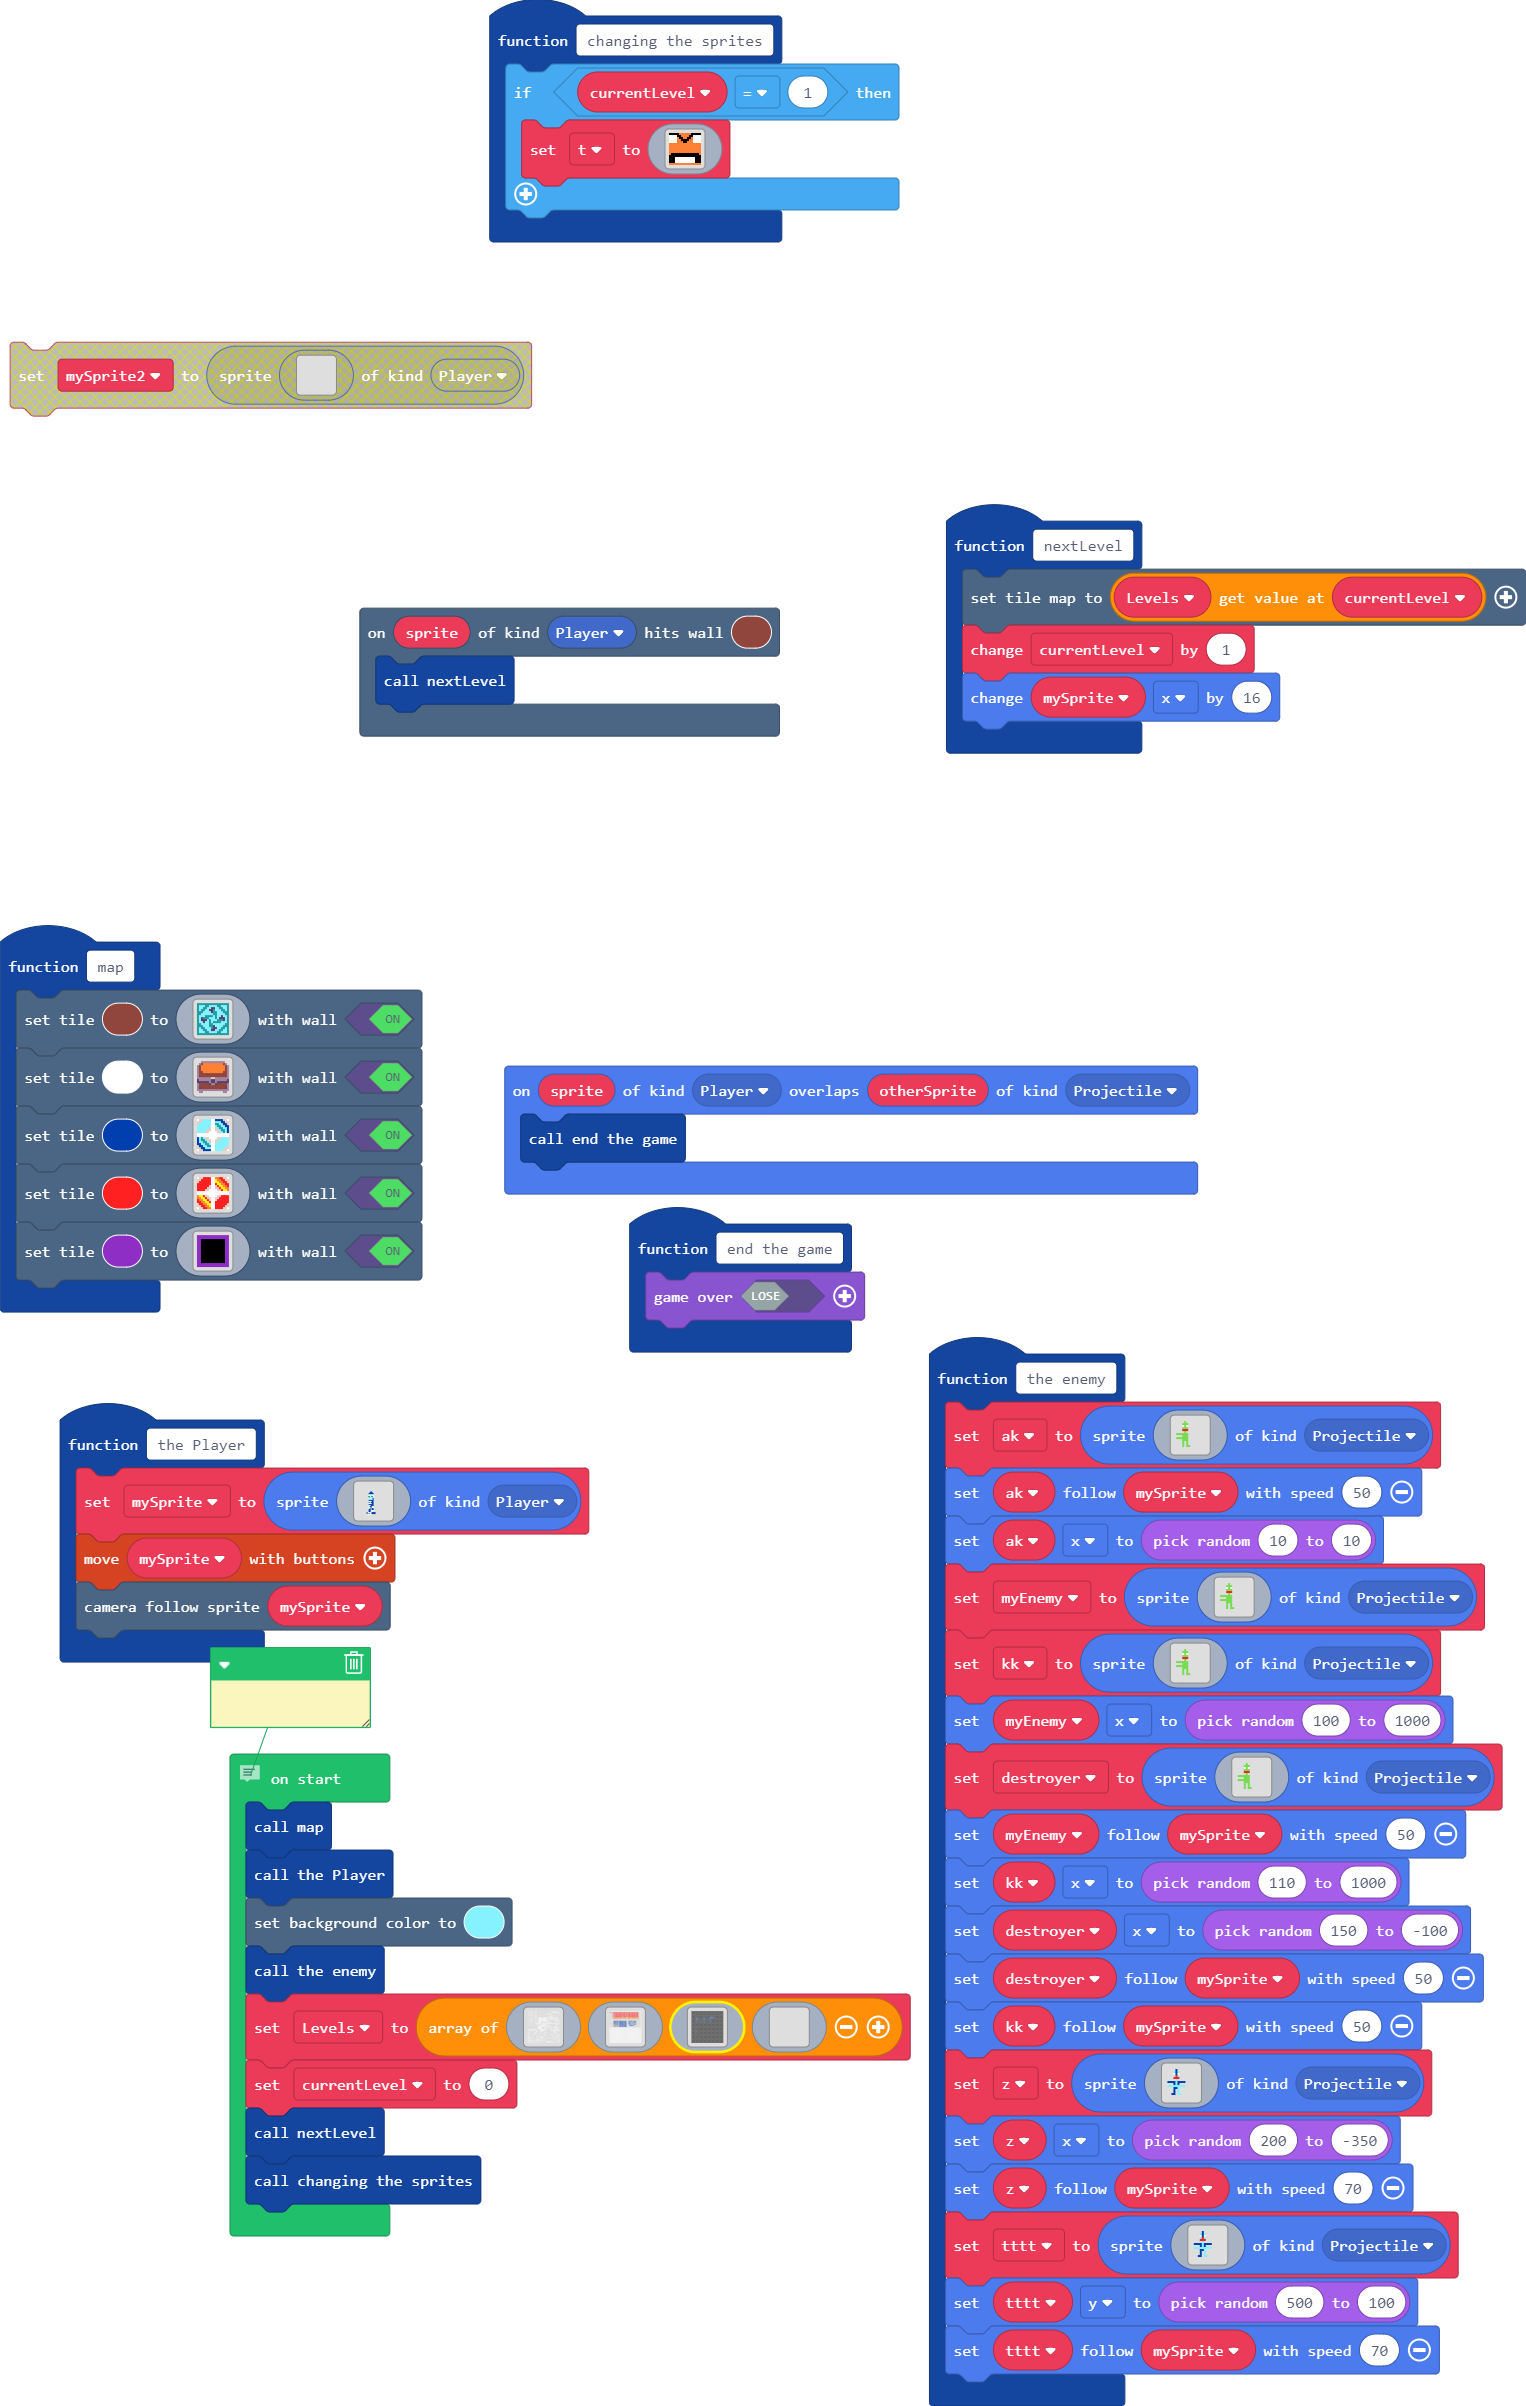 function changing the sprites
if currentLevel = 1 then
set t to
set mySprite2 to sprite of kind Player
function nextLevel
set tile map to Levels get value at currentLevel
change currentLevel by 1
change mySprite x by 16
on sprite of kind Player hits wall
call nextLevel
function map
set tile to with wall ON
set tile to with wall ON
set tile to with wall ON
set tile to with wall ON
set tile to with wall ON
on sprite of kind Player overlaps otherSprite of kind Projectile
call end the game
function end the game
game over LOSE
function the Player
set mySprite to sprite of kind Player
move mySprite with buttons
camera follow sprite mySprite
on start
call map
call the Player
set background color to
call the enemy
set Levels to array of
set currentLevel to 0
call nextLevel
call changing the sprites
function the enemy
set ak to sprite of kind Projectile
set ak follow mySprite with speed 50
set ak x to pick random 10 to 10
set myEnemy to sprite of kind Projectile
set kk to sprite of kind Projectile
set myEnemy x to pick random 100 to 1000
set destroyer to sprite of kind Projectile
set myEnemy follow mySprite with speed 50
set kk x to pick random 110 to 1000
set destroyer x to pick random 150 to -100
set destroyer follow mySprite with speed 50
set kk follow mySprite with speed 50
set z to sprite of kind Projectile
set z x to pick random 200 to -350
set z follow mySprite with speed 70
set tttt to sprite of kind Projectile
set tttt y to pick random 500 to 100
set tttt follow mySprite with speed 70